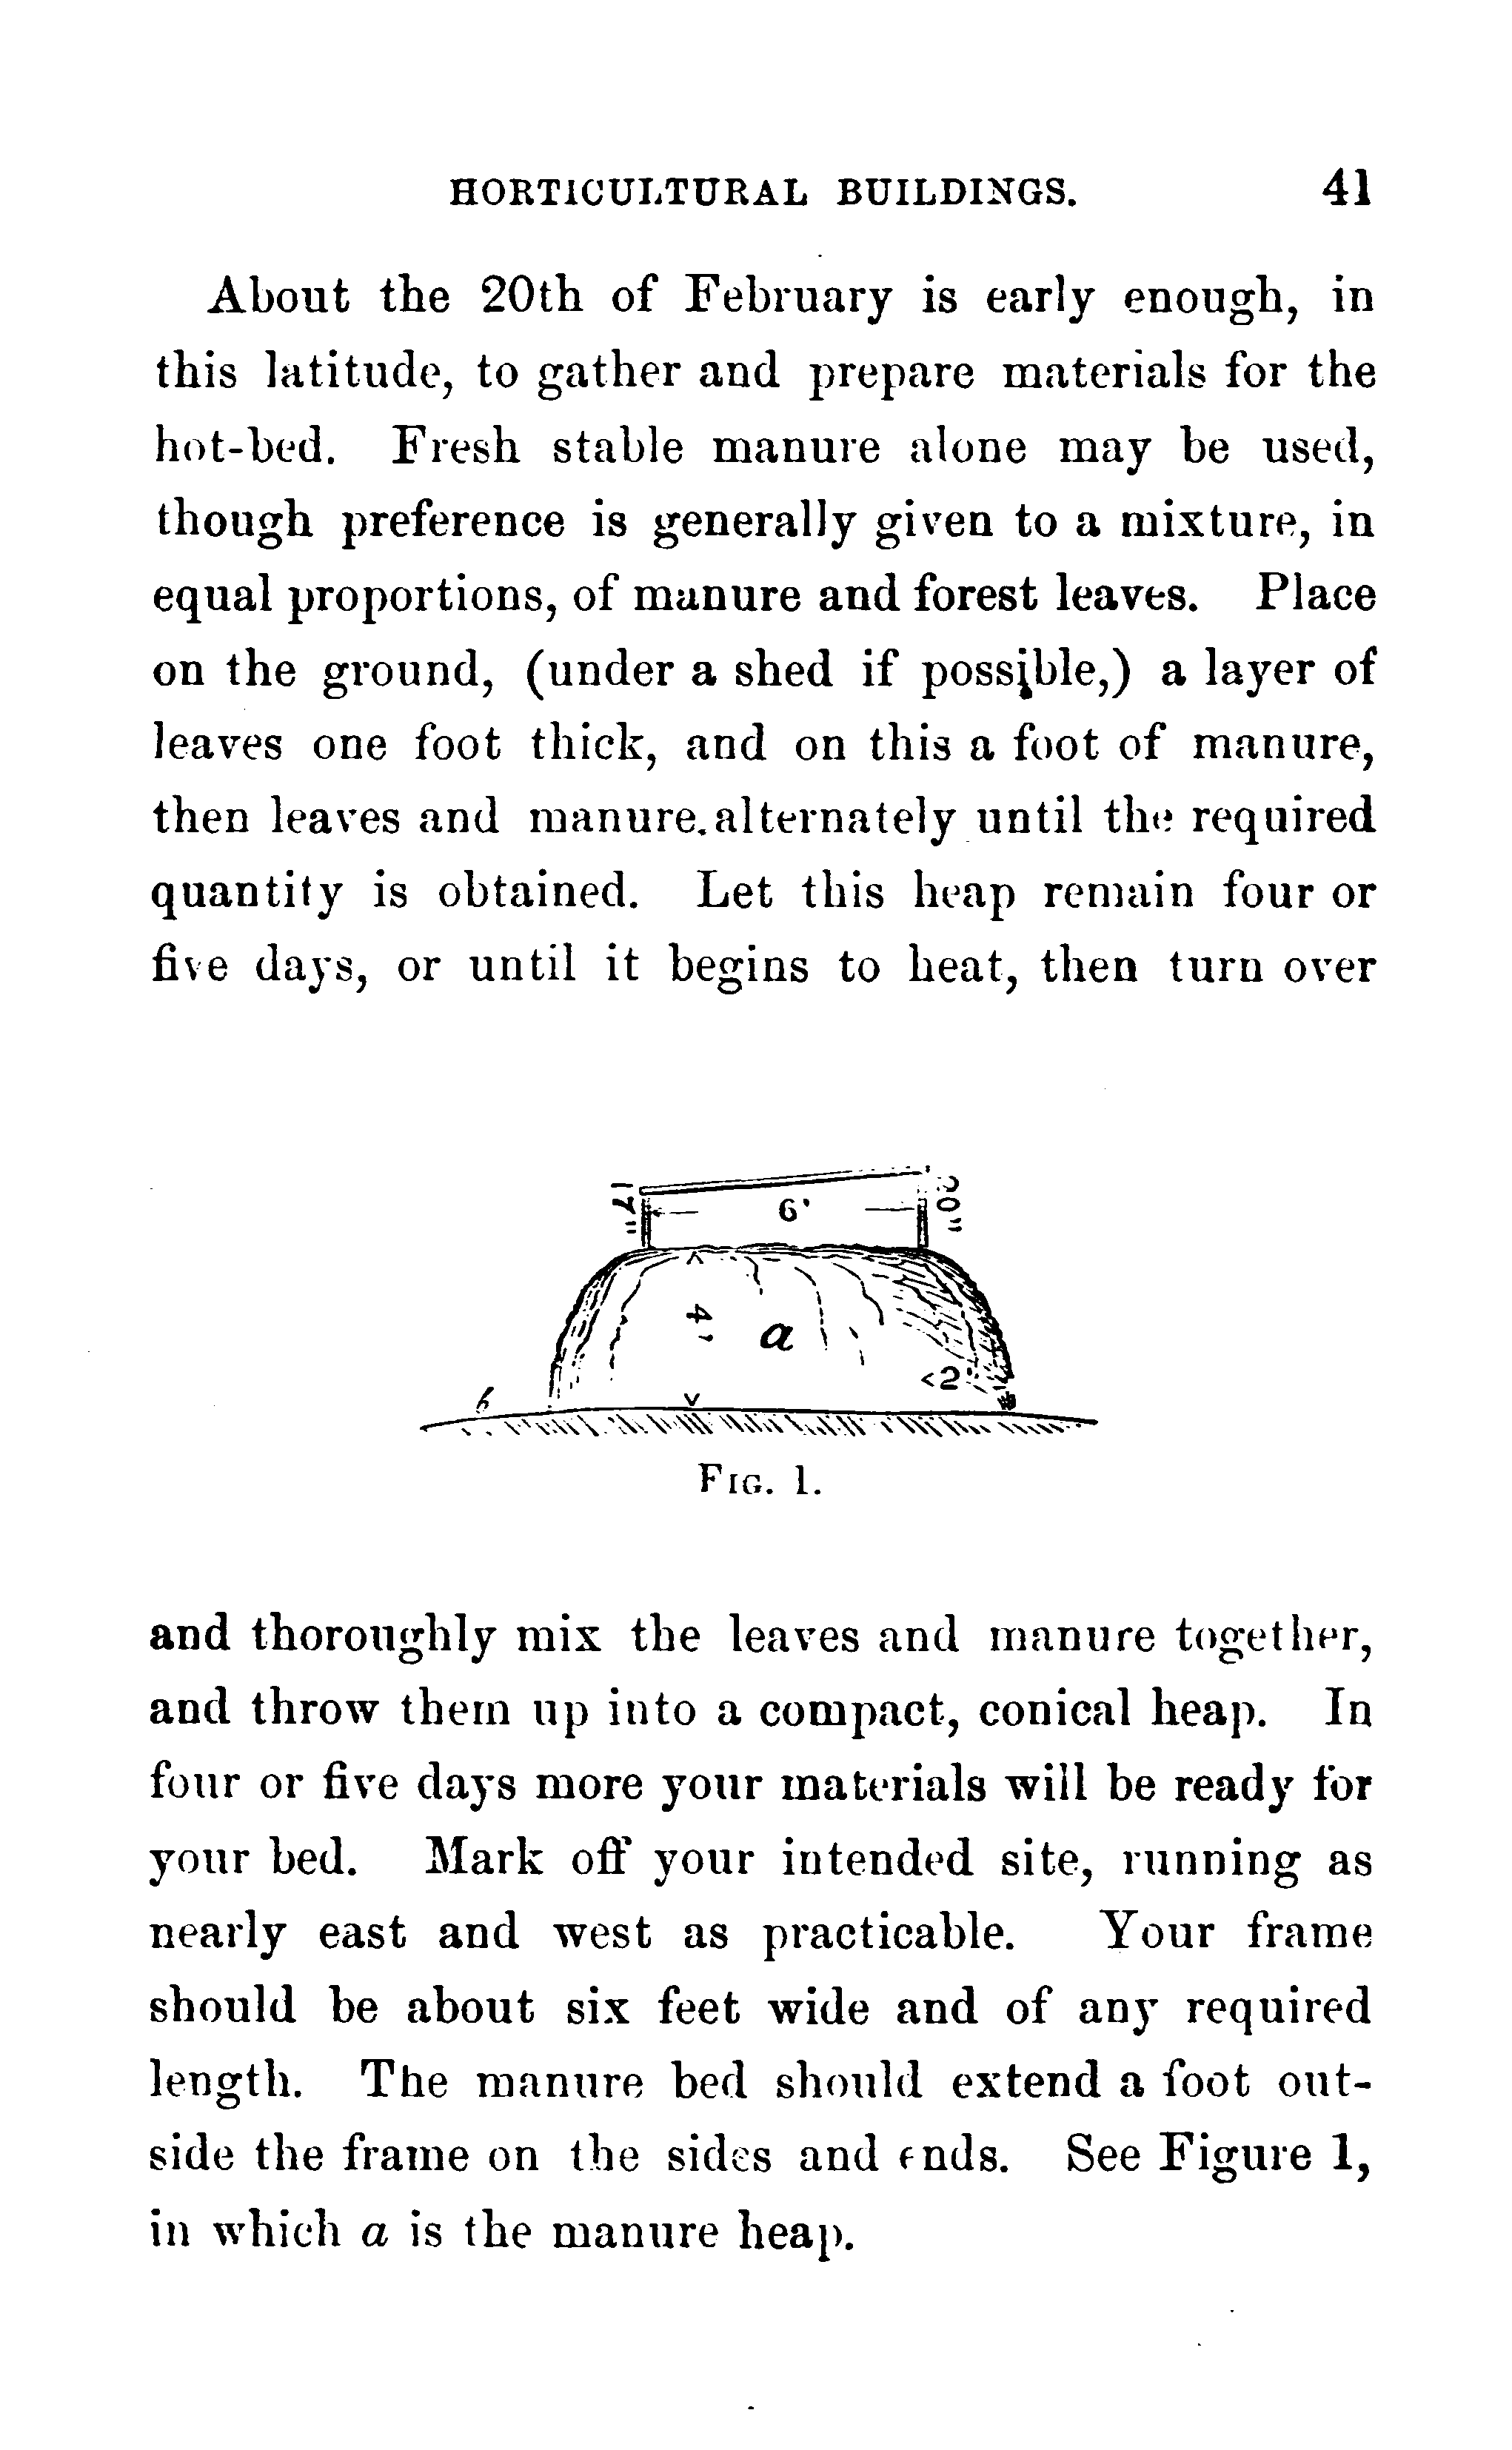 HORTICULTURAL BUILDINGS. 41
About the 20th of February is early enough, in
this latitude, to gather and prepare materials for the
hot-bed. Fresh stable manure alone may be used,
though preference is generally given to a mixture, in
equal proportions, of manure and forest leaves. Place
on the ground, (under a shed if possible,) a layer of
leaves one foot thick, and on this a foot of manure,
then leaves and manure alternately until the required
quantity is obtained. Let this heap remain four or
five days, or until it begins to heat, then turn over
17"
6'
20"
4'
a
2'
b
FIG. 1.
and thoroughly mix the leaves and manure together,
and throw them up into a compact, conical heap. In
four or five days more your materials will be ready for
your bed. Mark off your intended site, running as
nearly east and west as practicable. Your frame
should be about six feet wide and of any required
length. The manure bed should extend a foot out-
side the frame on the sides and ends. See Figure 1,
in which a is the manure heap.